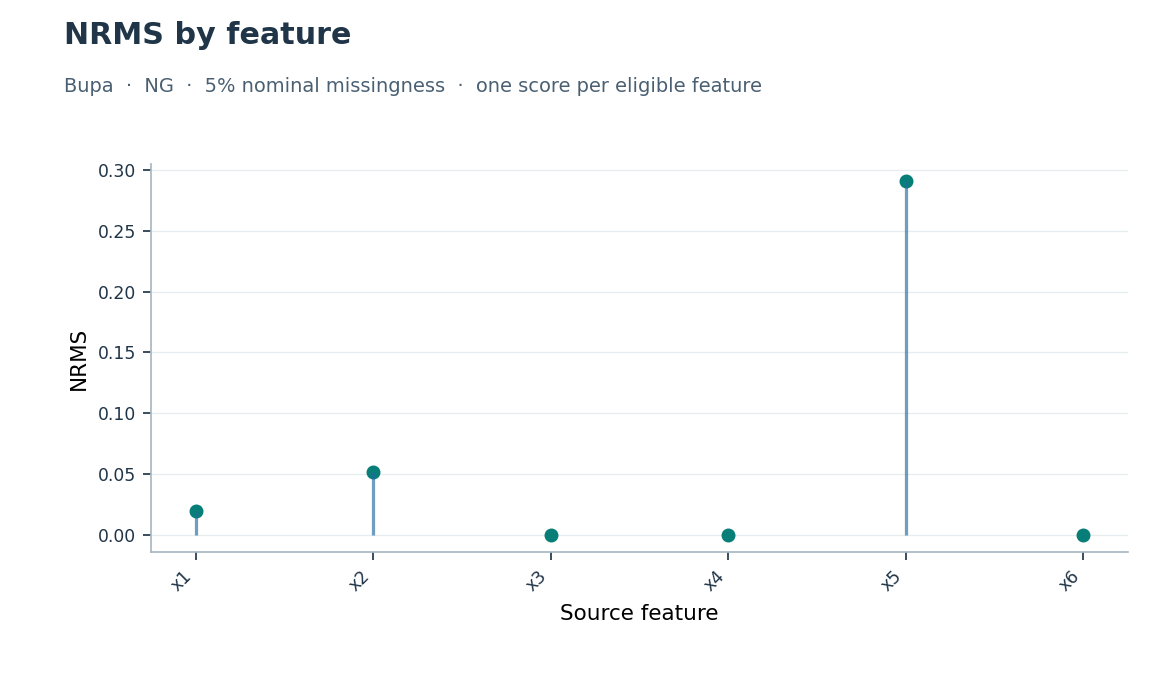 NRMS by feature
Bupa · NG · 5% nominal missingness · one score per eligible feature
0.30
0.25
0.20
0.15
0.10
0.05
0.00
NRMS
x1 x2 x3 x4 x5 x6
Source feature